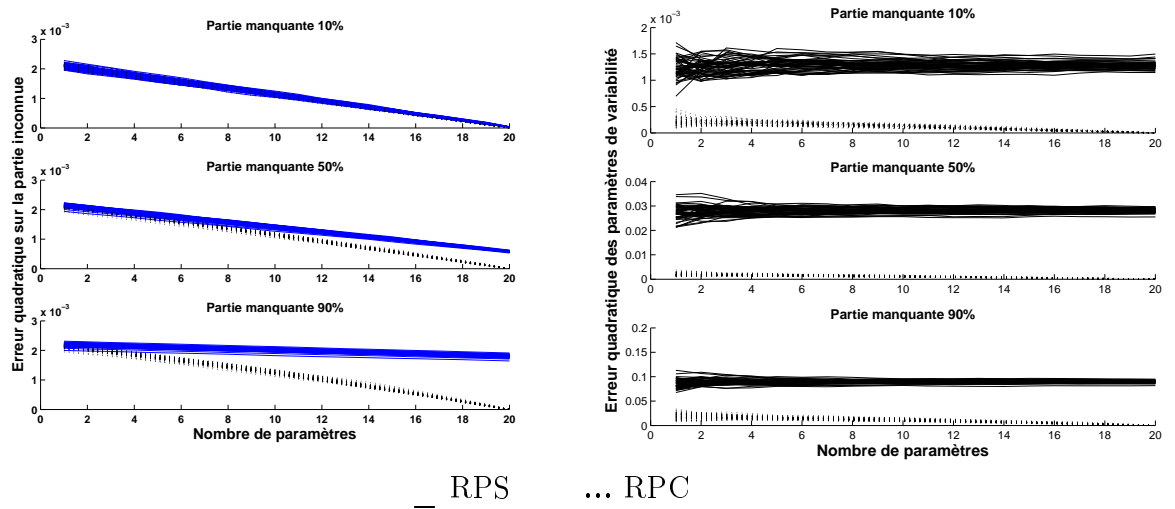 Partie manquante 10%
x 10⁻³
3
2
1
0
0 2 4 6 8 10 12 14 16 18 20
Partie manquante 50%
x 10⁻³
3
2
1
0
0 2 4 6 8 10 12 14 16 18 20
Partie manquante 90%
x 10⁻³
3
2
1
0
0 2 4 6 8 10 12 14 16 18 20
Nombre de paramètres
Erreur quadratique sur la partie inconnue
Partie manquante 10%
x 10⁻³
2
1.5
1
0.5
0
0 2 4 6 8 10 12 14 16 18 20
Partie manquante 50%
0.04
0.03
0.02
0.01
0
0 2 4 6 8 10 12 14 16 18 20
Partie manquante 90%
0.2
0.15
0.1
0.05
0
0 2 4 6 8 10 12 14 16 18 20
Nombre de paramètres
Erreur quadratique des paramètres de variabilité
_ RPS ... RPC